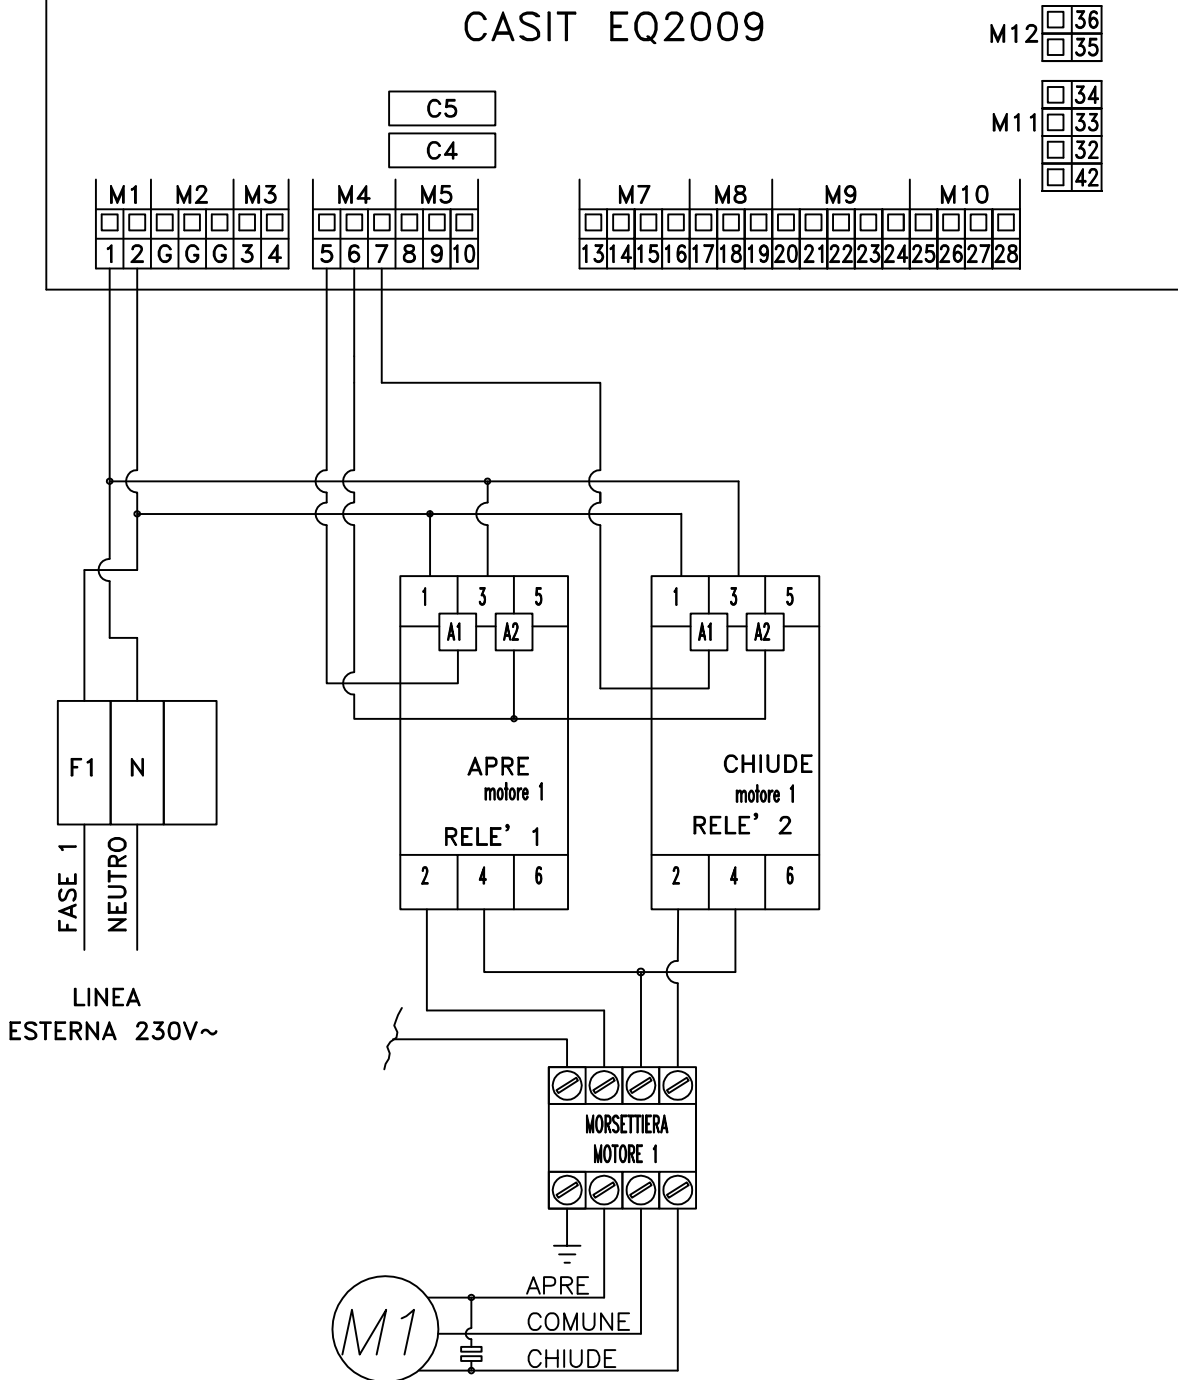 CASIT EQ2009
M12
36
35
M11
34
33
32
42
C5
C4
M1 M2 M3 M4 M5 M7 M8 M9 M10
1 2 G G G 3 4 5 6 7 8 9 10 13 14 15 16 17 18 19 20 21 22 23 24 25 26 27 28
1 3 5
A1 A2
1 3 5
A1 A2
F1 N
APRE
motore 1
RELE' 1
CHIUDE
motore 1
RELE' 2
2 4 6
2 4 6
FASE 1
NEUTRO
LINEA
ESTERNA 230V~
MORSETTIERA
MOTORE 1
M1
APRE
COMUNE
CHIUDE